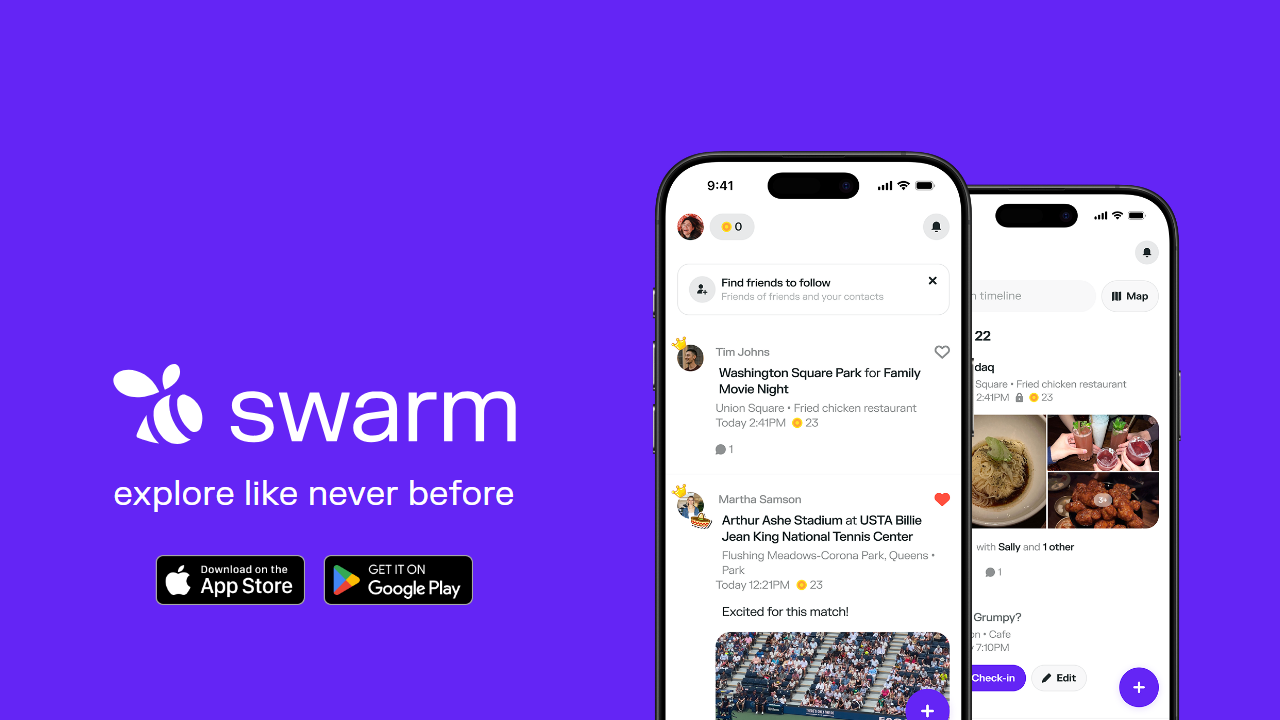 swarm
explore like never before
Download on the
App Store
GET IT ON
Google Play
9:41
0
Find friends to follow
Friends of friends and your contacts
Tim Johns
Washington Square Park for Family
Movie Night
Union Square • Fried chicken restaurant
Today 2:41PM 23
1
Martha Samson
Arthur Ashe Stadium at USTA Billie
Jean King National Tennis Center
Flushing Meadows-Corona Park, Queens •
Park
Today 12:21PM 23
Excited for this match!
timeline
Map
22
daq
Square • Fried chicken restaurant
2:41PM 23
3+
with Sally and 1 other
1
Grumpy?
on • Cafe
7:10PM
Check-in
Edit